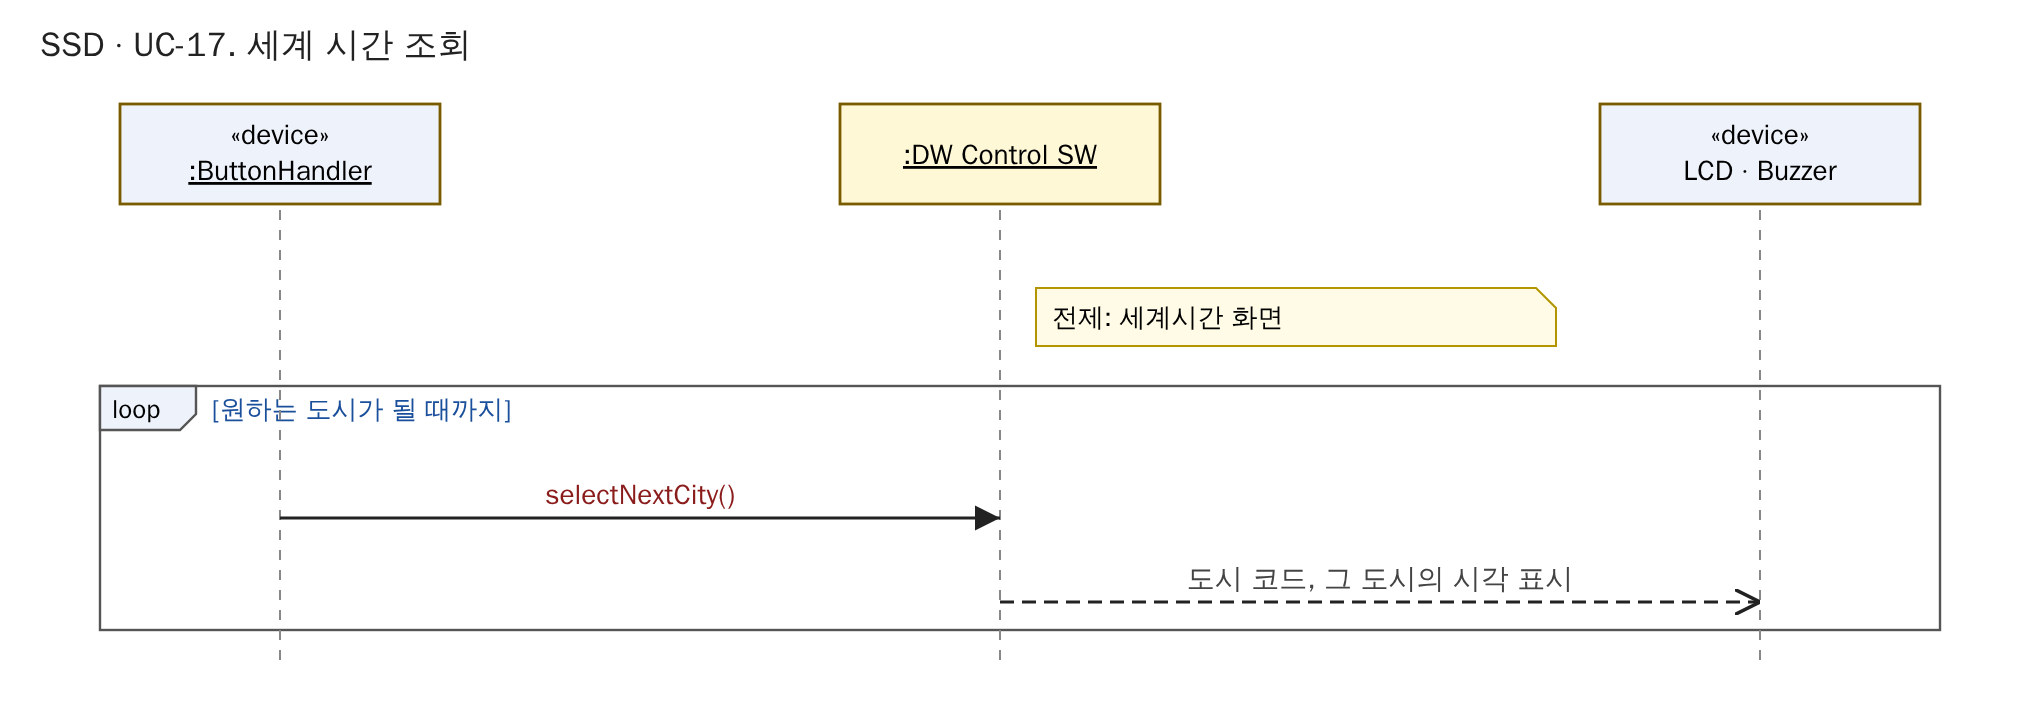 SSD · UC-17. 세계 시간 조회
«device»
:ButtonHandler
:DW Control SW
«device»
LCD · Buzzer
전제: 세계시간 화면
loop
[원하는 도시가 될 때까지]
selectNextCity()
도시 코드, 그 도시의 시각 표시